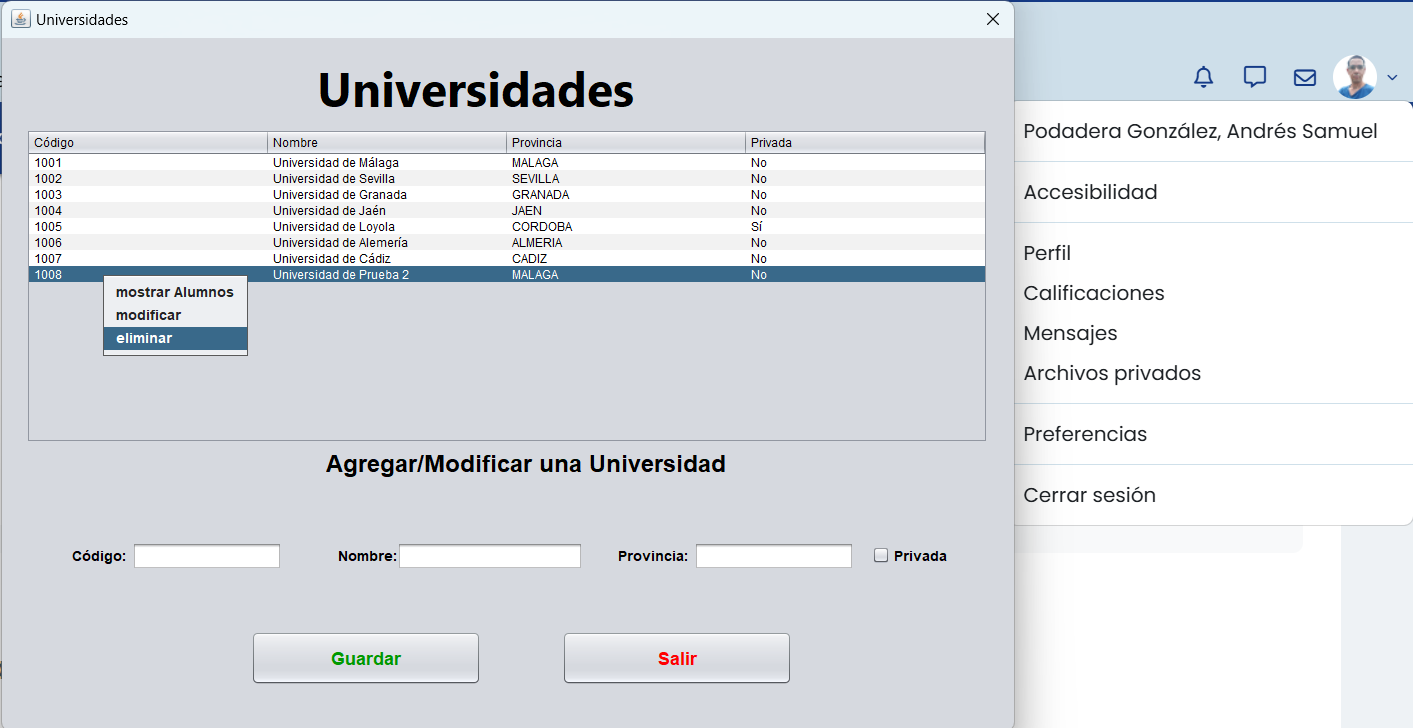 Universidades
Universidades
Código Nombre Provincia Privada
1001 Universidad de Málaga MALAGA No
1002 Universidad de Sevilla SEVILLA No
1003 Universidad de Granada GRANADA No
1004 Universidad de Jaén JAEN No
1005 Universidad de Loyola CORDOBA Sí
1006 Universidad de Alemería ALMERIA No
1007 Universidad de Cádiz CADIZ No
1008 Universidad de Prueba 2 MALAGA No
mostrar Alumnos
modificar
eliminar
Agregar/Modificar una Universidad
Código: Nombre: Provincia: Privada
Guardar Salir
Podadera González, Andrés Samuel
Accesibilidad
Perfil
Calificaciones
Mensajes
Archivos privados
Preferencias
Cerrar sesión